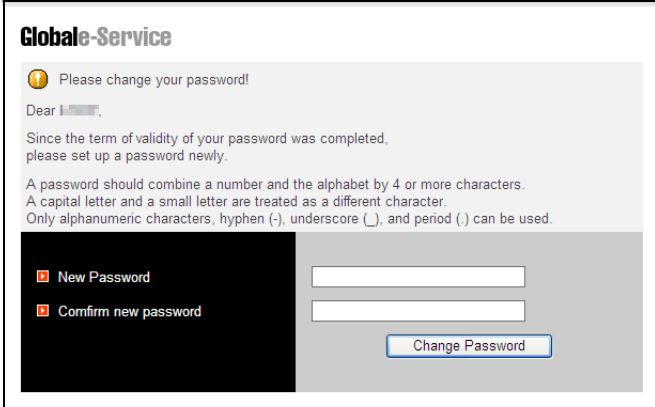 Globale-Service
Please change your password!
Dear
Since the term of validity of your password was completed,
please set up a password newly.
A password should combine a number and the alphabet by 4 or more characters.
A capital letter and a small letter are treated as a different character.
Only alphanumeric characters, hyphen (-), underscore (_), and period (.) can be used.
New Password
Comfirm new password
Change Password